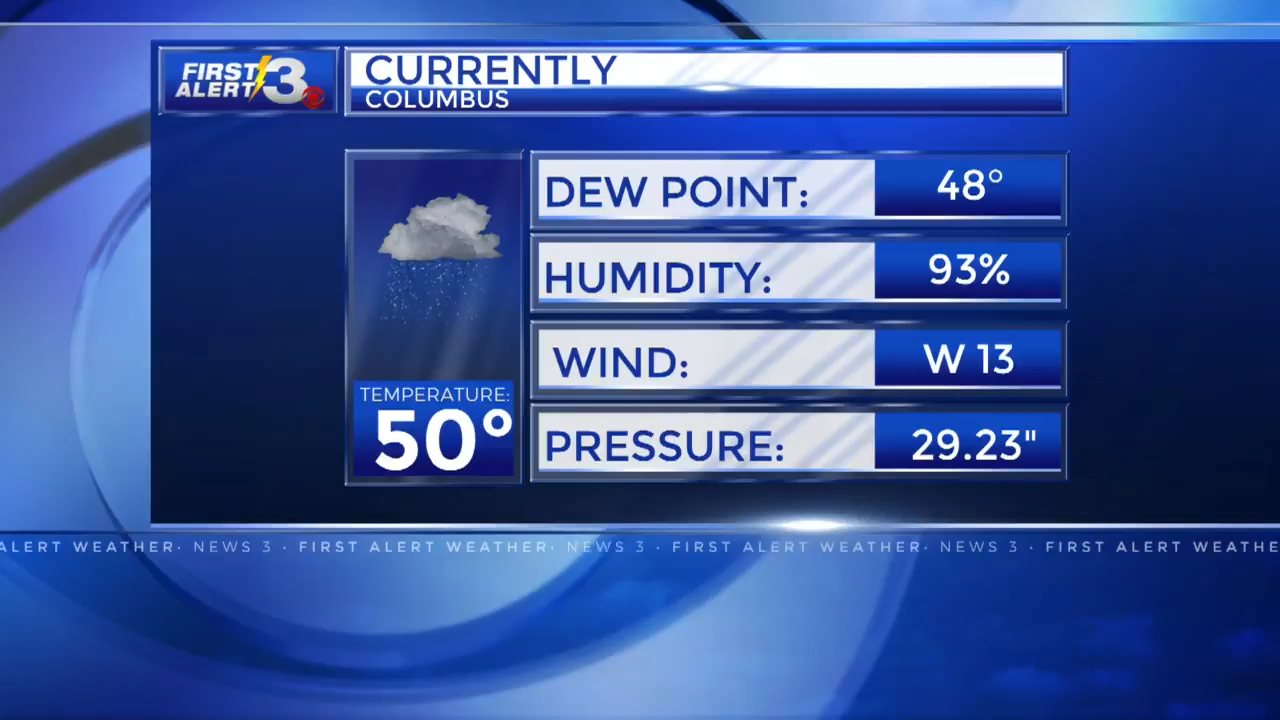 FIRST
ALERT 3
CURRENTLY
COLUMBUS
DEW POINT: 48°
HUMIDITY: 93%
WIND: W 13
PRESSURE: 29.23"
TEMPERATURE:
50°
ALERT WEATHER· NEWS 3 · FIRST ALERT WEATHER· NEWS 3 · FIRST ALERT WEATHER· NEWS 3 · FIRST ALERT WEATHE